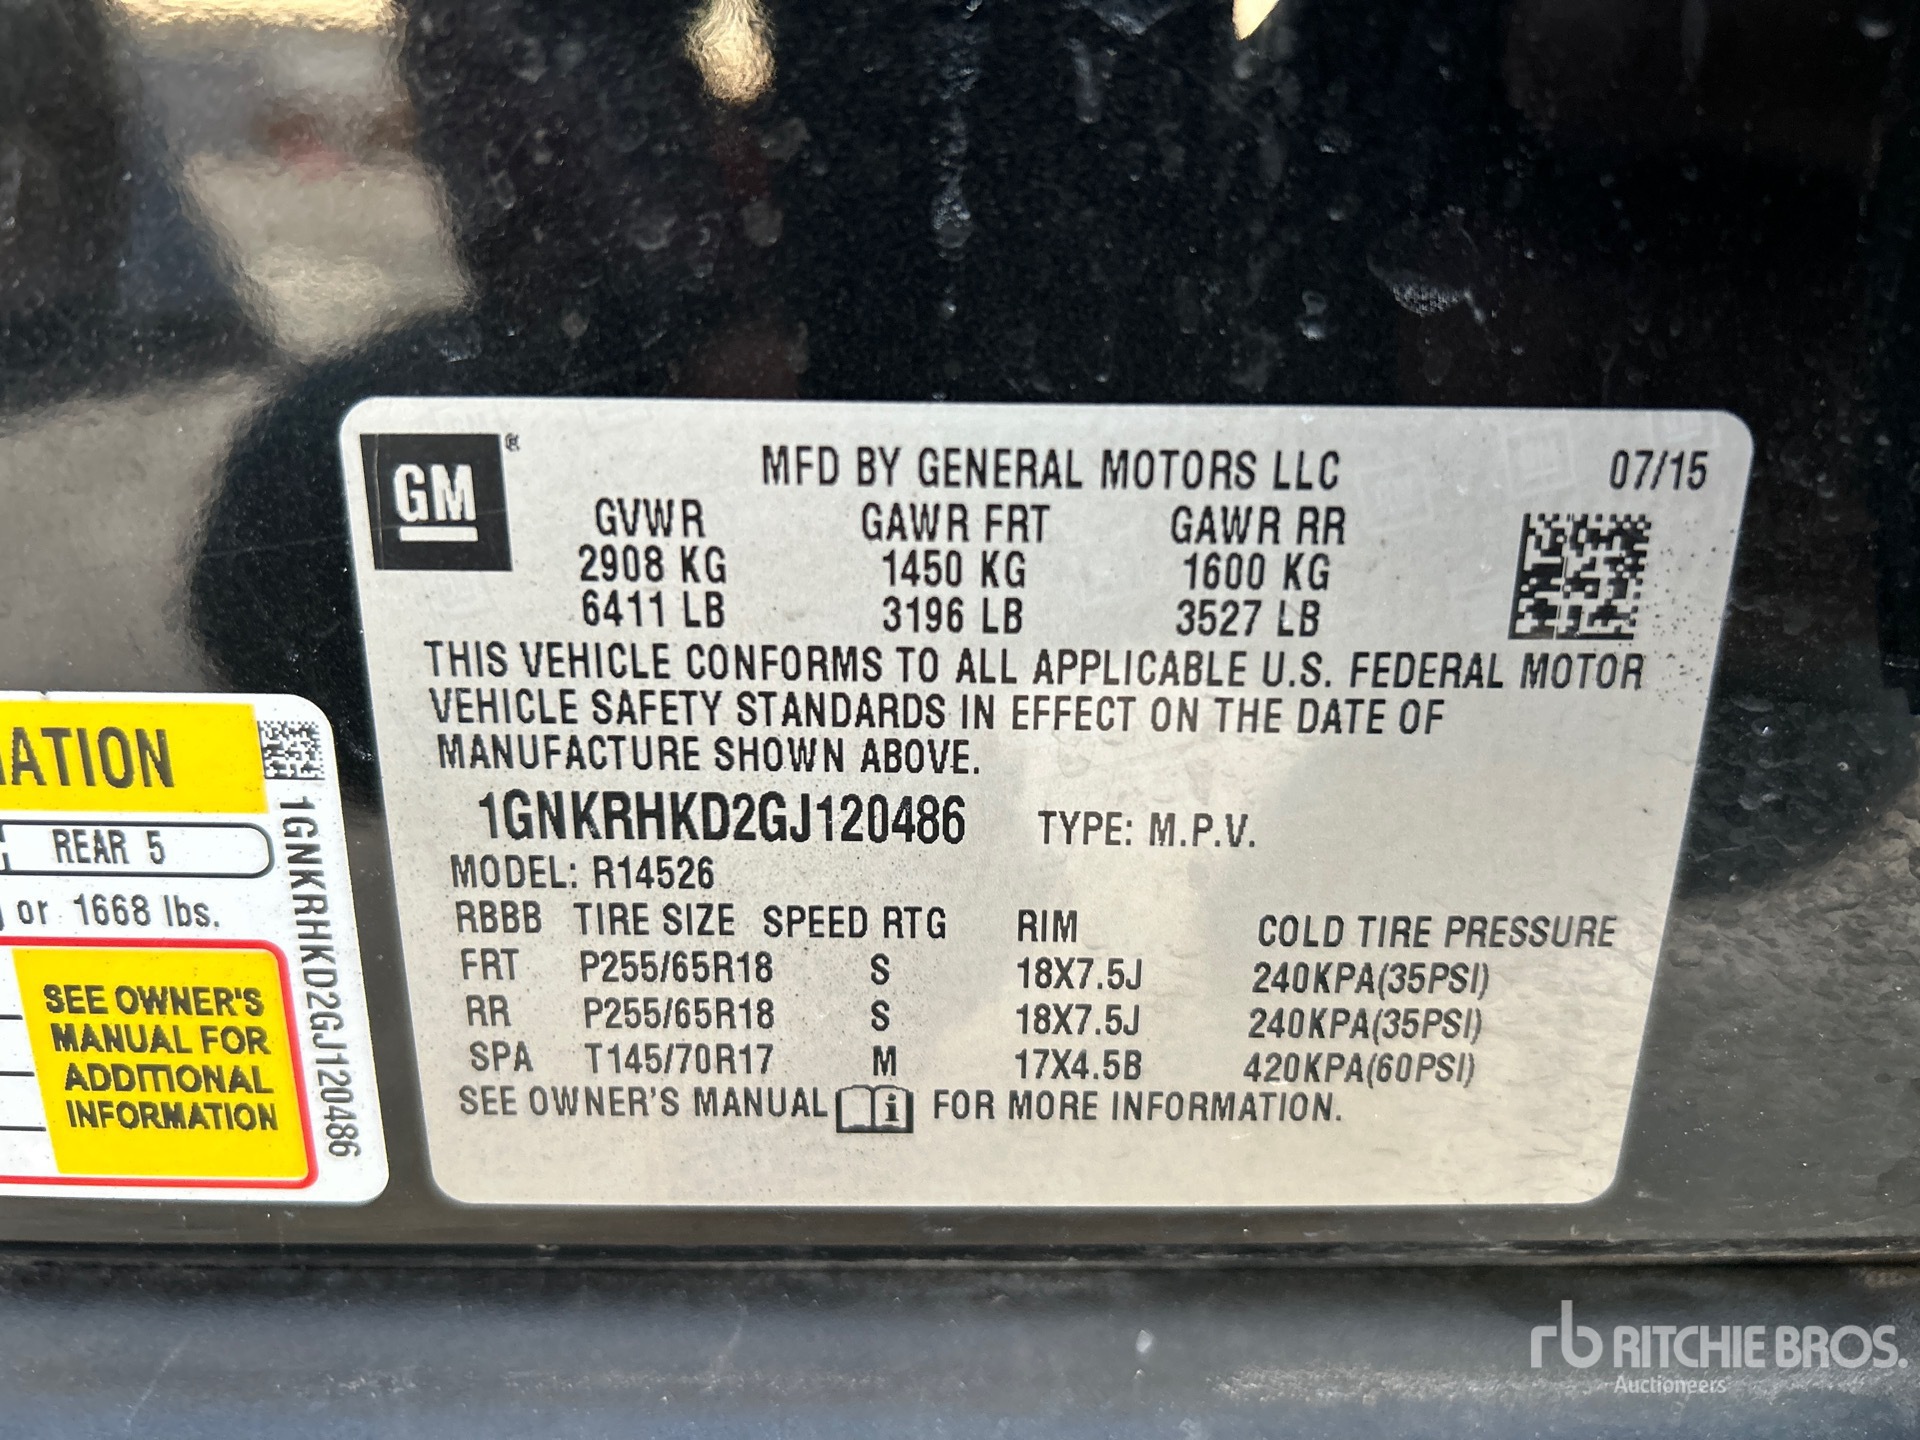 GM ®
MFD BY GENERAL MOTORS LLC 07/15
GVWR GAWR FRT GAWR RR
2908 KG 1450 KG 1600 KG
6411 LB 3196 LB 3527 LB
THIS VEHICLE CONFORMS TO ALL APPLICABLE U.S. FEDERAL MOTOR
VEHICLE SAFETY STANDARDS IN EFFECT ON THE DATE OF
MANUFACTURE SHOWN ABOVE.
1GNKRHKD2GJ120486 TYPE: M.P.V.
MODEL: R14526
RBBB TIRE SIZE SPEED RTG RIM COLD TIRE PRESSURE
FRT P255/65R18 S 18X7.5J 240KPA(35PSI)
RR P255/65R18 S 18X7.5J 240KPA(35PSI)
SPA T145/70R17 M 17X4.5B 420KPA(60PSI)
SEE OWNER'S MANUAL i FOR MORE INFORMATION.
ATION
REAR 5
or 1668 lbs.
SEE OWNER'S
MANUAL FOR
ADDITIONAL
INFORMATION
1GNKRHKD2GJ120486
rb RITCHIE BROS.
Auctioneers